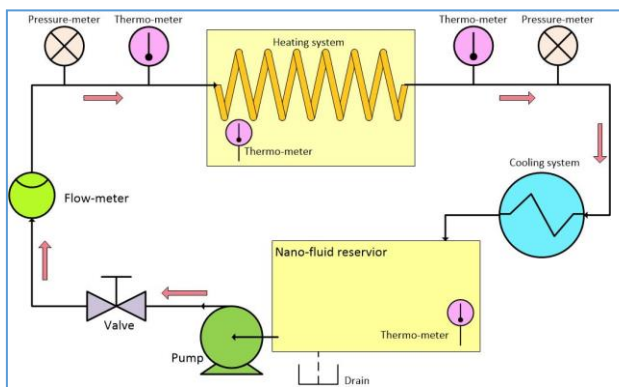 Pressure-meter
Thermo-meter
Heating system
Thermo-meter
Pressure-meter
Thermo-meter
Cooling system
Flow-meter
Nano-fluid reservior
Valve
Thermo-meter
Pump
Drain